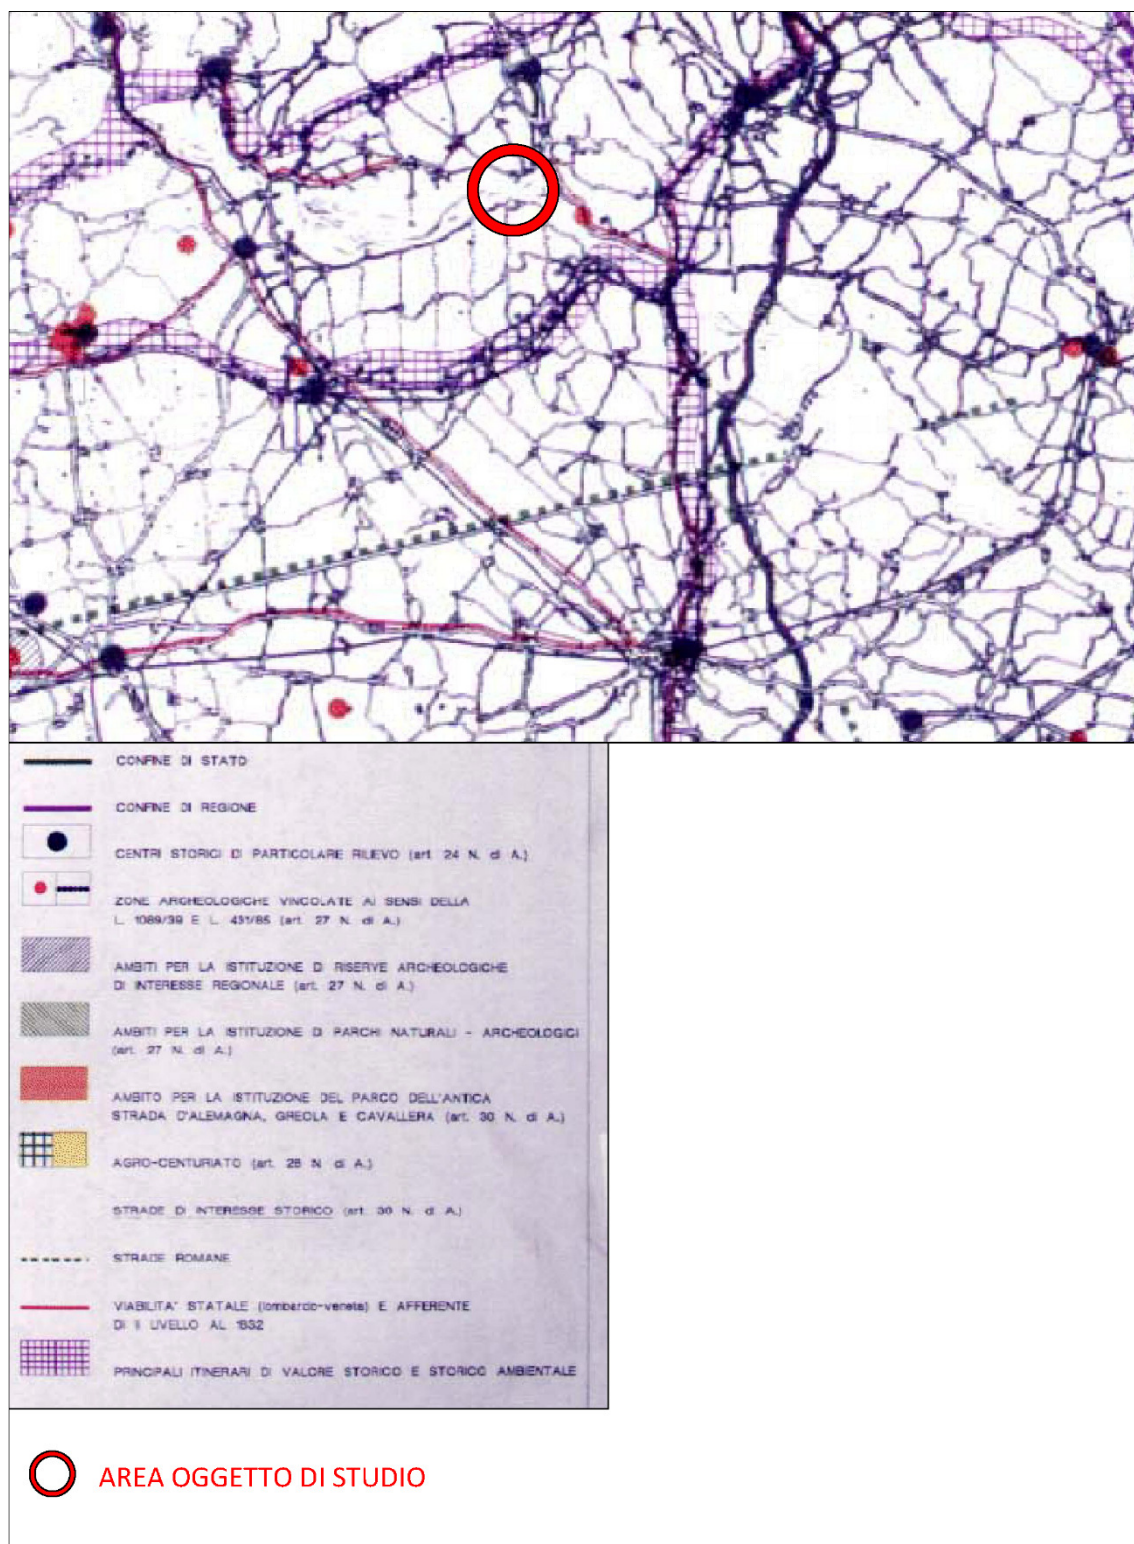 CONFINE DI STATO
CONFINE DI REGIONE
CENTRI STORICI DI PARTICOLARE RILIEVO (art. 24 N. di A.)
ZONE ARCHEOLOGICHE VINCOLATE AI SENSI DELLA
L. 1089/39 E L. 431/85 (art. 27 N. di A.)
AMBITI PER LA ISTITUZIONE DI RISERVE ARCHEOLOGICHE
DI INTERESSE REGIONALE (art. 27 N. di A.)
AMBITI PER LA ISTITUZIONE DI PARCHI NATURALI - ARCHEOLOGICI
(art. 27 N. di A.)
AMBITO PER LA ISTITUZIONE DEL PARCO DELL'ANTICA
STRADA D'ALEMAGNA, GREOLA E CAVALLERA (art. 30 N. di A.)
AGRO-CENTURIATO (art. 28 N. di A.)
STRADE DI INTERESSE STORICO (art. 30 N. di A.)
STRADE ROMANE
VIABILITA' STATALE (lombardo-veneta) E AFFERENTE
DI II LIVELLO AL 1832
PRINCIPALI ITINERARI DI VALORE STORICO E STORICO AMBIENTALE
AREA OGGETTO DI STUDIO